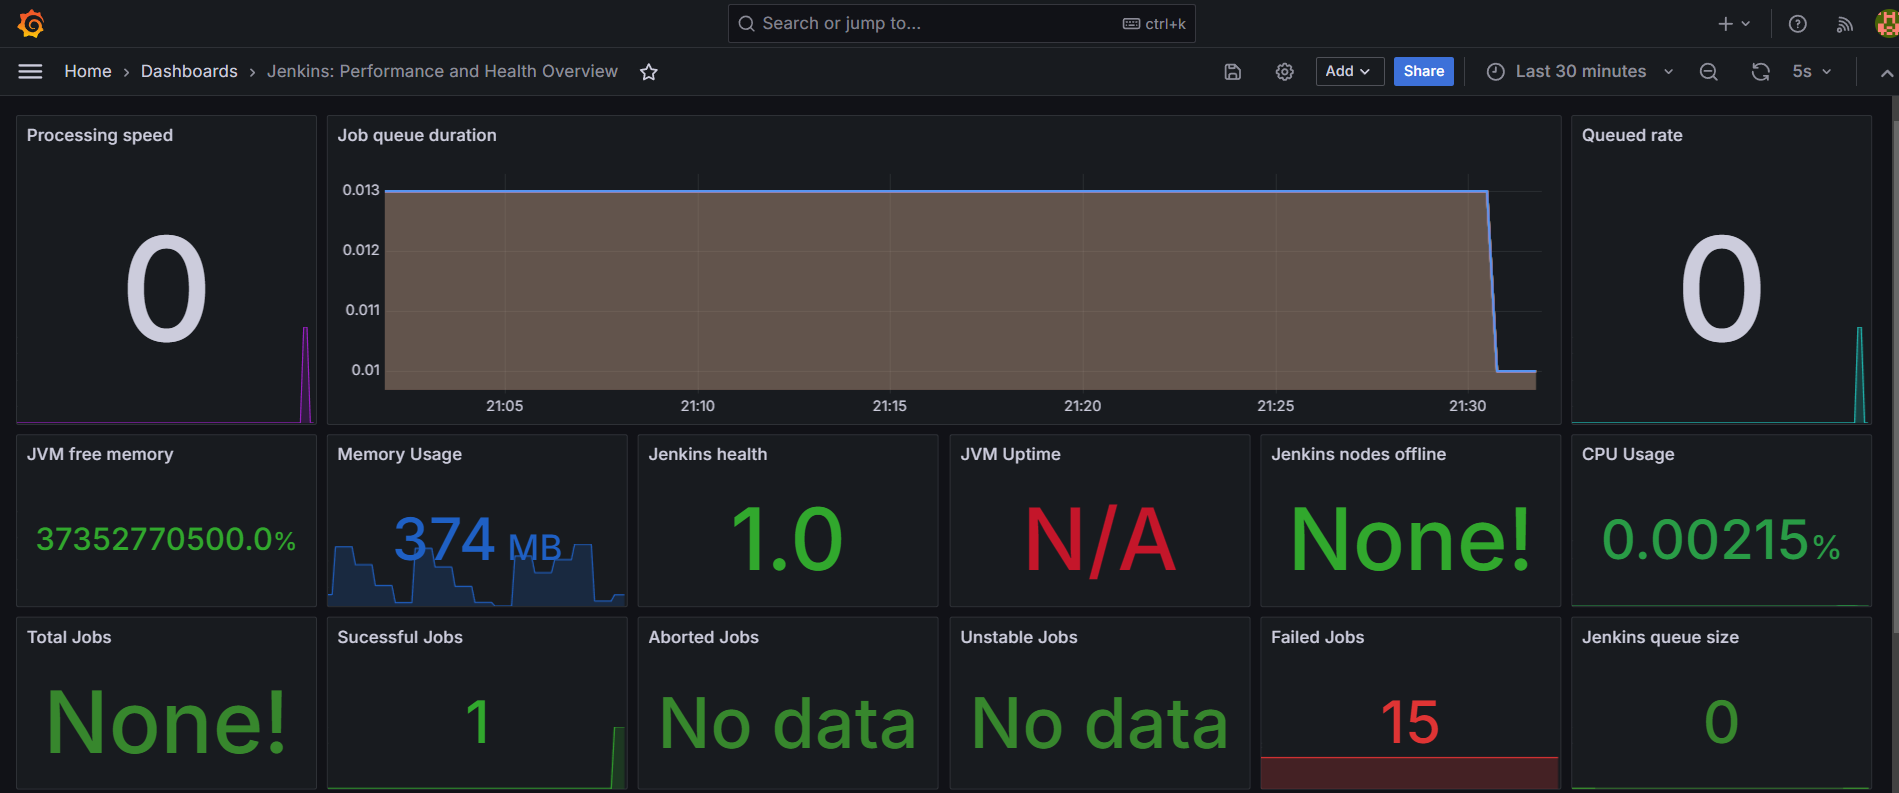 Search or jump to... ctrl+k
Home › Dashboards › Jenkins: Performance and Health Overview
Add
Share
Last 30 minutes
5s
Processing speed
0
Job queue duration
0.013
0.012
0.011
0.01
21:05 21:10 21:15 21:20 21:25 21:30
Queued rate
0
JVM free memory
37352770500.0%
Memory Usage
374 MB
Jenkins health
1.0
JVM Uptime
N/A
Jenkins nodes offline
None!
CPU Usage
0.00215%
Total Jobs
None!
Sucessful Jobs
1
Aborted Jobs
No data
Unstable Jobs
No data
Failed Jobs
15
Jenkins queue size
0